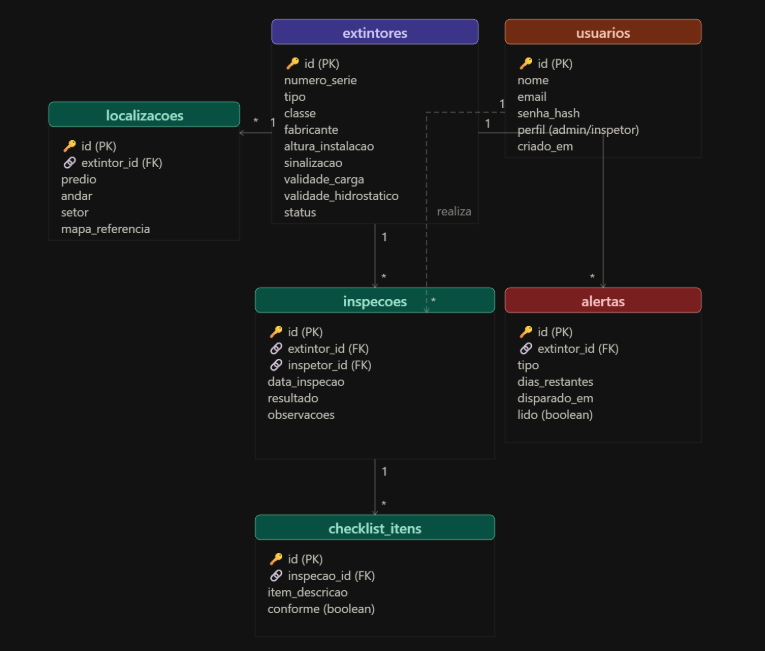 extintores
🔑 id (PK)
numero_serie
tipo
classe
fabricante
altura_instalacao
sinalizacao
validade_carga
validade_hidrostatico
status
usuarios
🔑 id (PK)
nome
email
senha_hash
perfil (admin/inspetor)
criado_em
localizacoes
🔑 id (PK)
🔗 extintor_id (FK)
predio
andar
setor
mapa_referencia
* 1
1
1
realiza
1
*
*
*
inspecoes
🔑 id (PK)
🔗 extintor_id (FK)
🔗 inspetor_id (FK)
data_inspecao
resultado
observacoes
alertas
🔑 id (PK)
🔗 extintor_id (FK)
tipo
dias_restantes
disparado_em
lido (boolean)
1
*
checklist_itens
🔑 id (PK)
🔗 inspecao_id (FK)
item_descricao
conforme (boolean)